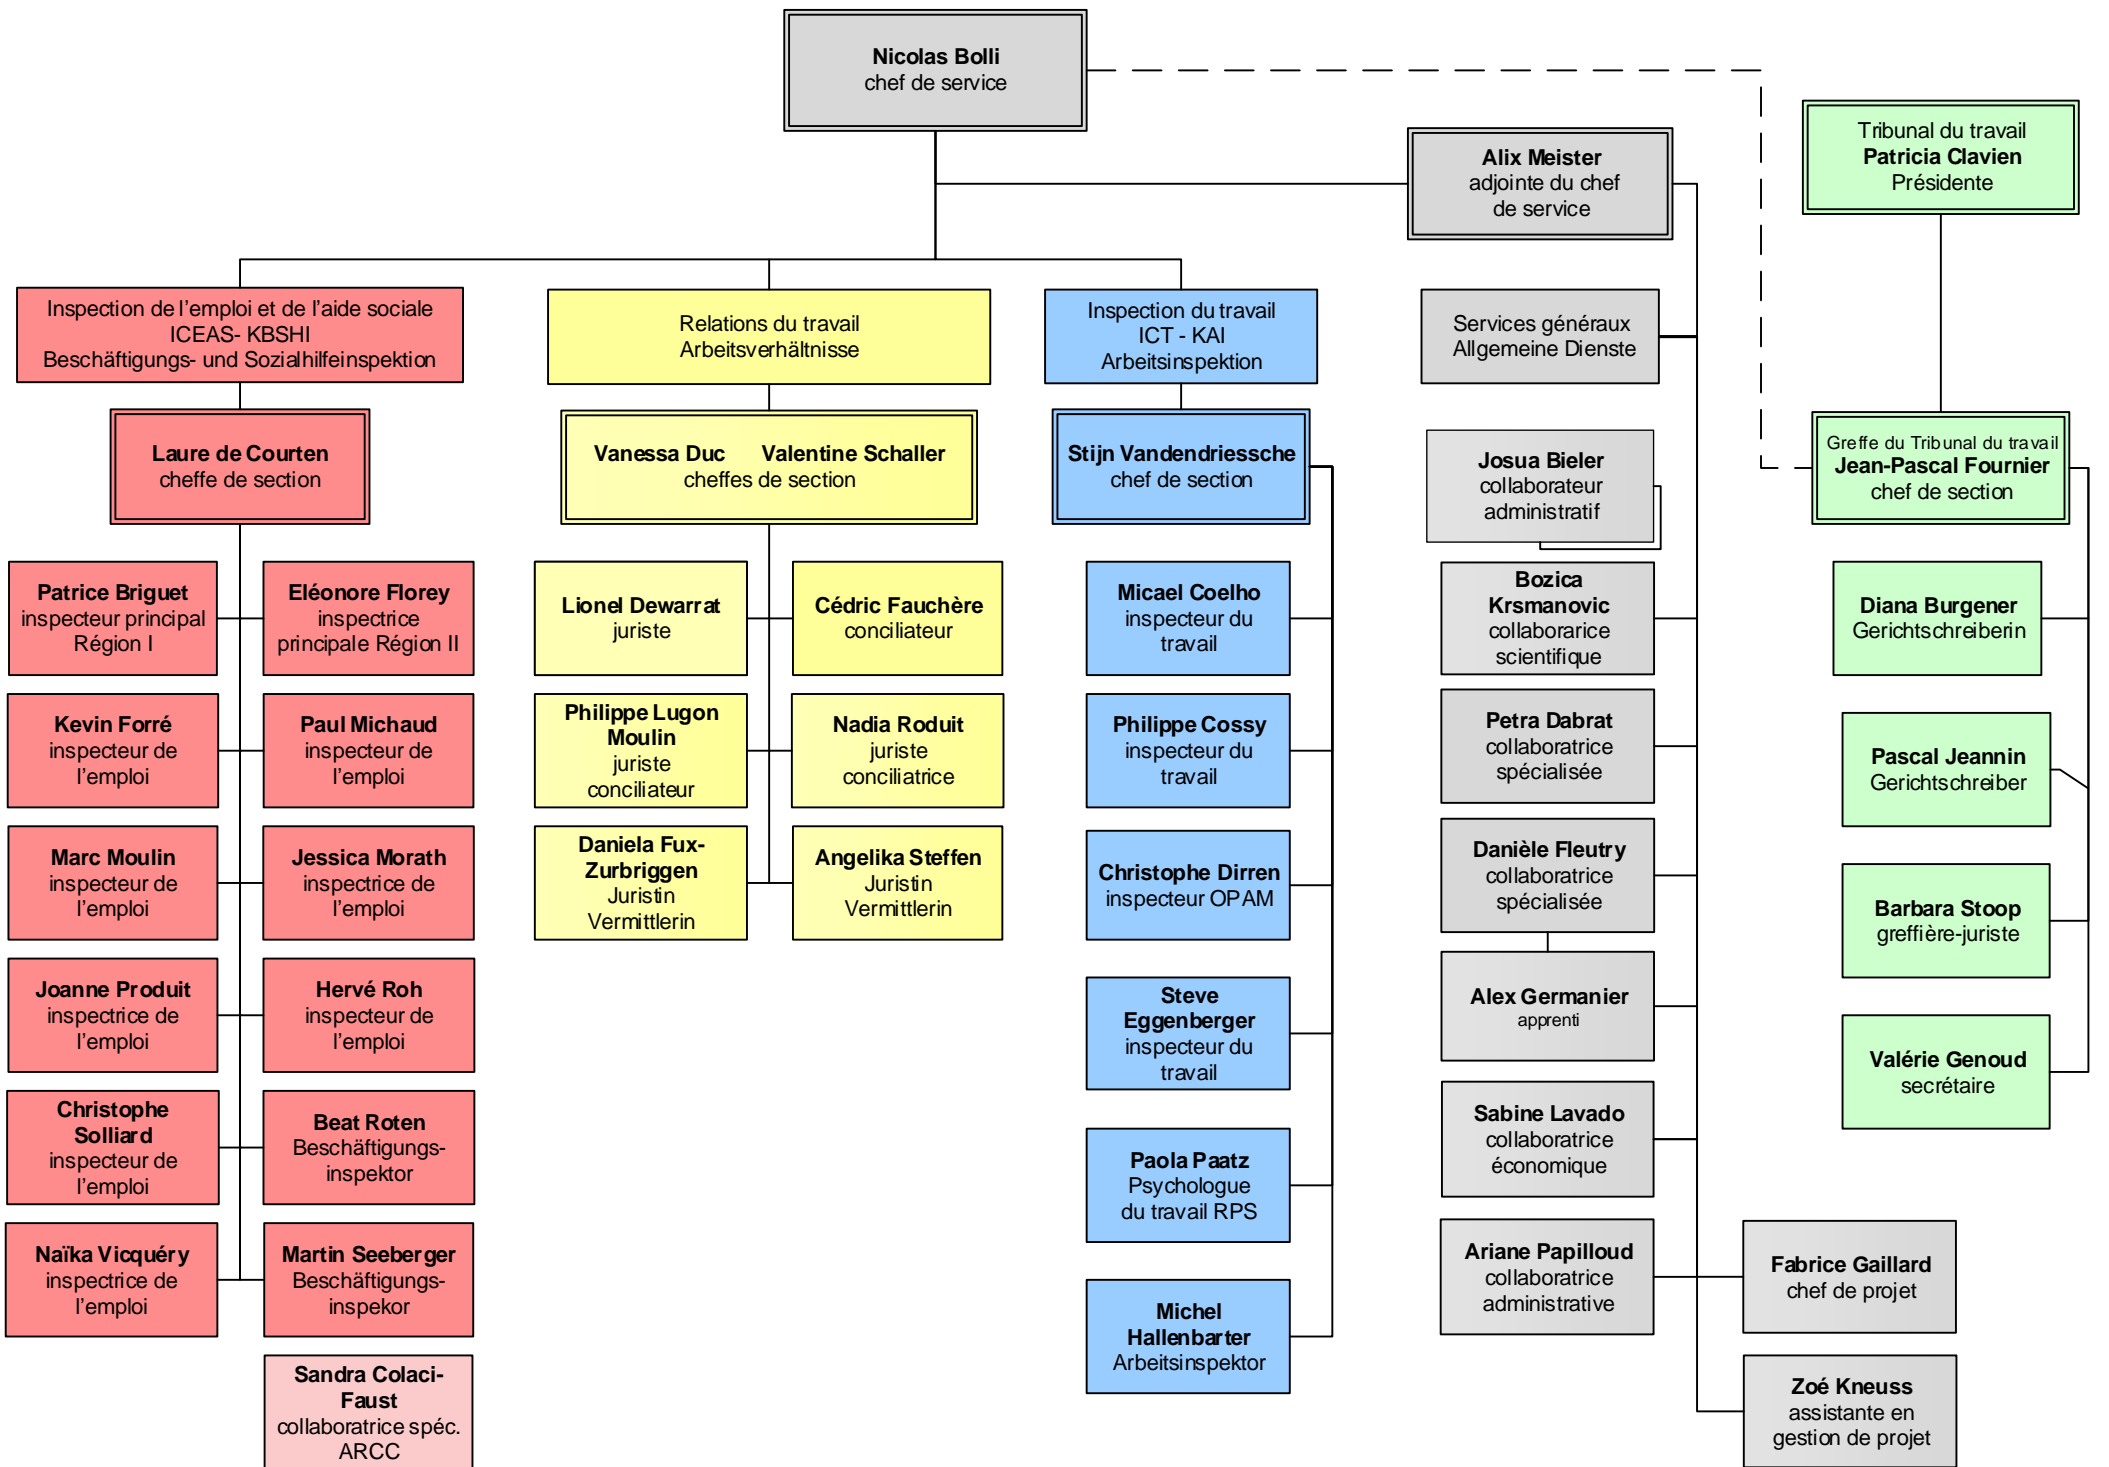 Nicolas Bolli
chef de service
Alix Meister
adjointe du chef
de service
Tribunal du travail
Patricia Clavien
Présidente
Inspection de l'emploi et de l'aide sociale
ICEAS- KBSHI
Beschäftigungs- und Sozialhilfeinspektion
Relations du travail
Arbeitsverhältnisse
Inspection du travail
ICT - KAI
Arbeitsinspektion
Services généraux
Allgemeine Dienste
Laure de Courten
cheffe de section
Vanessa Duc Valentine Schaller
cheffes de section
Stijn Vandendriessche
chef de section
Josua Bieler
collaborateur
administratif
Greffe du Tribunal du travail
Jean-Pascal Fournier
chef de section
Patrice Briguet
inspecteur principal
Région I
Eléonore Florey
inspectrice
principale Région II
Kevin Forré
inspecteur de
l'emploi
Paul Michaud
inspecteur de
l'emploi
Marc Moulin
inspecteur de
l'emploi
Jessica Morath
inspectrice de
l'emploi
Joanne Produit
inspectrice de
l'emploi
Hervé Roh
inspecteur de
l'emploi
Christophe
Solliard
inspecteur de
l'emploi
Beat Roten
Beschäftigungs-
inspektor
Naïka Vicquéry
inspectrice de
l'emploi
Martin Seeberger
Beschäftigungs-
inspekor
Sandra Colaci-
Faust
collaboratrice spéc.
ARCC
Lionel Dewarrat
juriste
Cédric Fauchère
conciliateur
Philippe Lugon
Moulin
juriste
conciliateur
Nadia Roduit
juriste
conciliatrice
Daniela Fux-
Zurbriggen
Juristin
Vermittlerin
Angelika Steffen
Juristin
Vermittlerin
Micael Coelho
inspecteur du
travail
Philippe Cossy
inspecteur du
travail
Christophe Dirren
inspecteur OPAM
Steve
Eggenberger
inspecteur du
travail
Paola Paatz
Psychologue
du travail RPS
Michel
Hallenbarter
Arbeitsinspektor
Bozica
Krsmanovic
collaborarice
scientifique
Petra Dabrat
collaboratrice
spécialisée
Danièle Fleutry
collaboratrice
spécialisée
Alex Germanier
apprenti
Sabine Lavado
collaboratrice
économique
Ariane Papilloud
collaboratrice
administrative
Fabrice Gaillard
chef de projet
Zoé Kneuss
assistante en
gestion de projet
Diana Burgener
Gerichtschreiberin
Pascal Jeannin
Gerichtschreiber
Barbara Stoop
greffière-juriste
Valérie Genoud
secrétaire